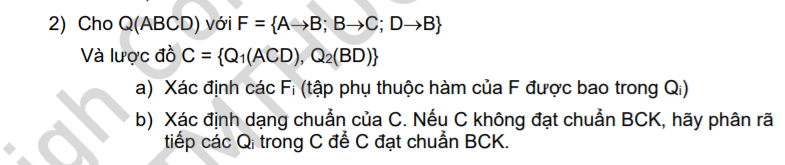 2) Cho Q(ABCD) với F = {A→B; B→C; D→B}
Và lược đồ C = {Q₁(ACD), Q₂(BD)}
a) Xác định các Fᵢ (tập phụ thuộc hàm của F được bao trong Qᵢ)
b) Xác định dạng chuẩn của C. Nếu C không đạt chuẩn BCK, hãy phân rã
tiếp các Qᵢ trong C để C đạt chuẩn BCK.